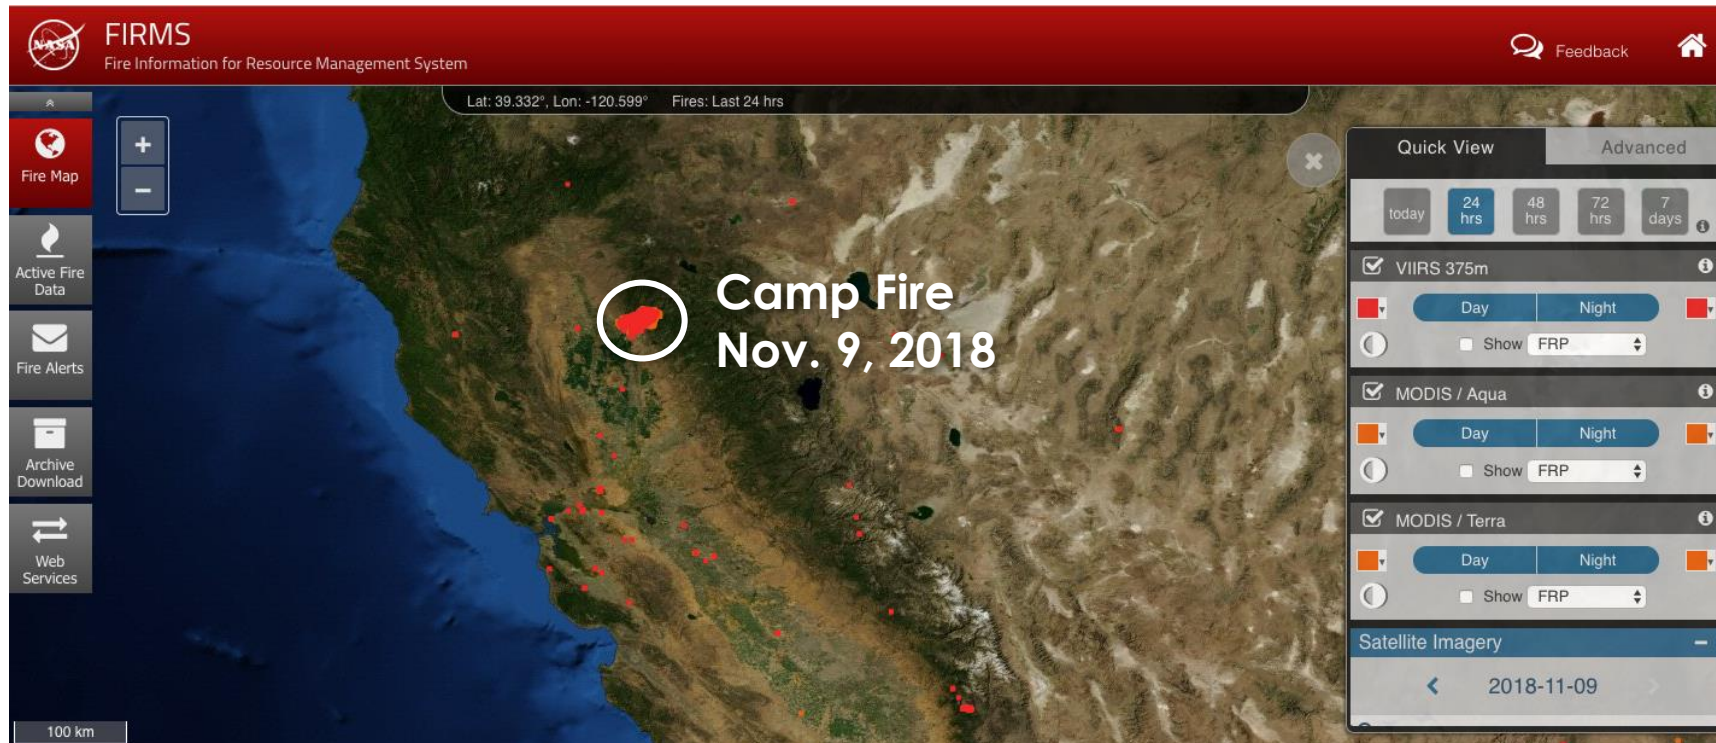 NASA
FIRMS
Fire Information for Resource Management System
Feedback
Lat: 39.332°, Lon: -120.599° Fires: Last 24 hrs
Fire Map
Active Fire
Data
Fire Alerts
Archive
Download
Web
Services
+
−
Camp Fire
Nov. 9, 2018
100 km
Quick View Advanced
today 24 hrs 48 hrs 72 hrs 7 days
VIIRS 375m
Day Night
Show FRP
MODIS / Aqua
Day Night
Show FRP
MODIS / Terra
Day Night
Show FRP
Satellite Imagery −
2018-11-09